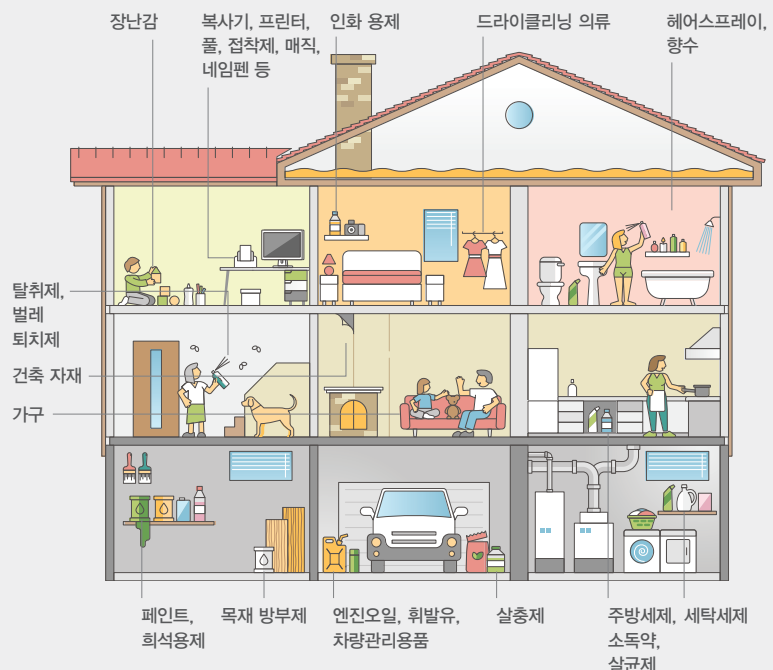 장난감
복사기, 프린터,
풀, 접착제, 매직,
네임펜 등
인화 용제
드라이클리닝 의류
헤어스프레이,
향수
탈취제,
벌레
퇴치제
건축 자재
가구
페인트,
희석용제
목재 방부제
엔진오일, 휘발유,
차량관리용품
살충제
주방세제,
소독약,
살균제
세탁세제